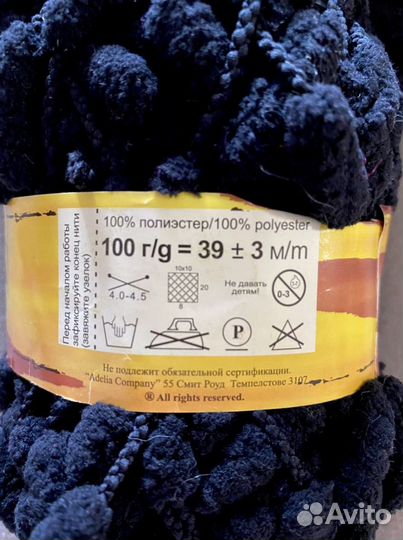 Перед началом работы
зафиксируйте конец нити
(завяжите узелок)
100% полиэстер/100% polyester
100 г/g = 39 ± 3 м/m
4.0-4.5
10x10
20
8
Не давать
детям!
0-3
P
Не подлежит обязательной сертификации.
"Adelia Company" 55 Смит Роуд Темпелстове 3107
® All rights reserved.
Avito